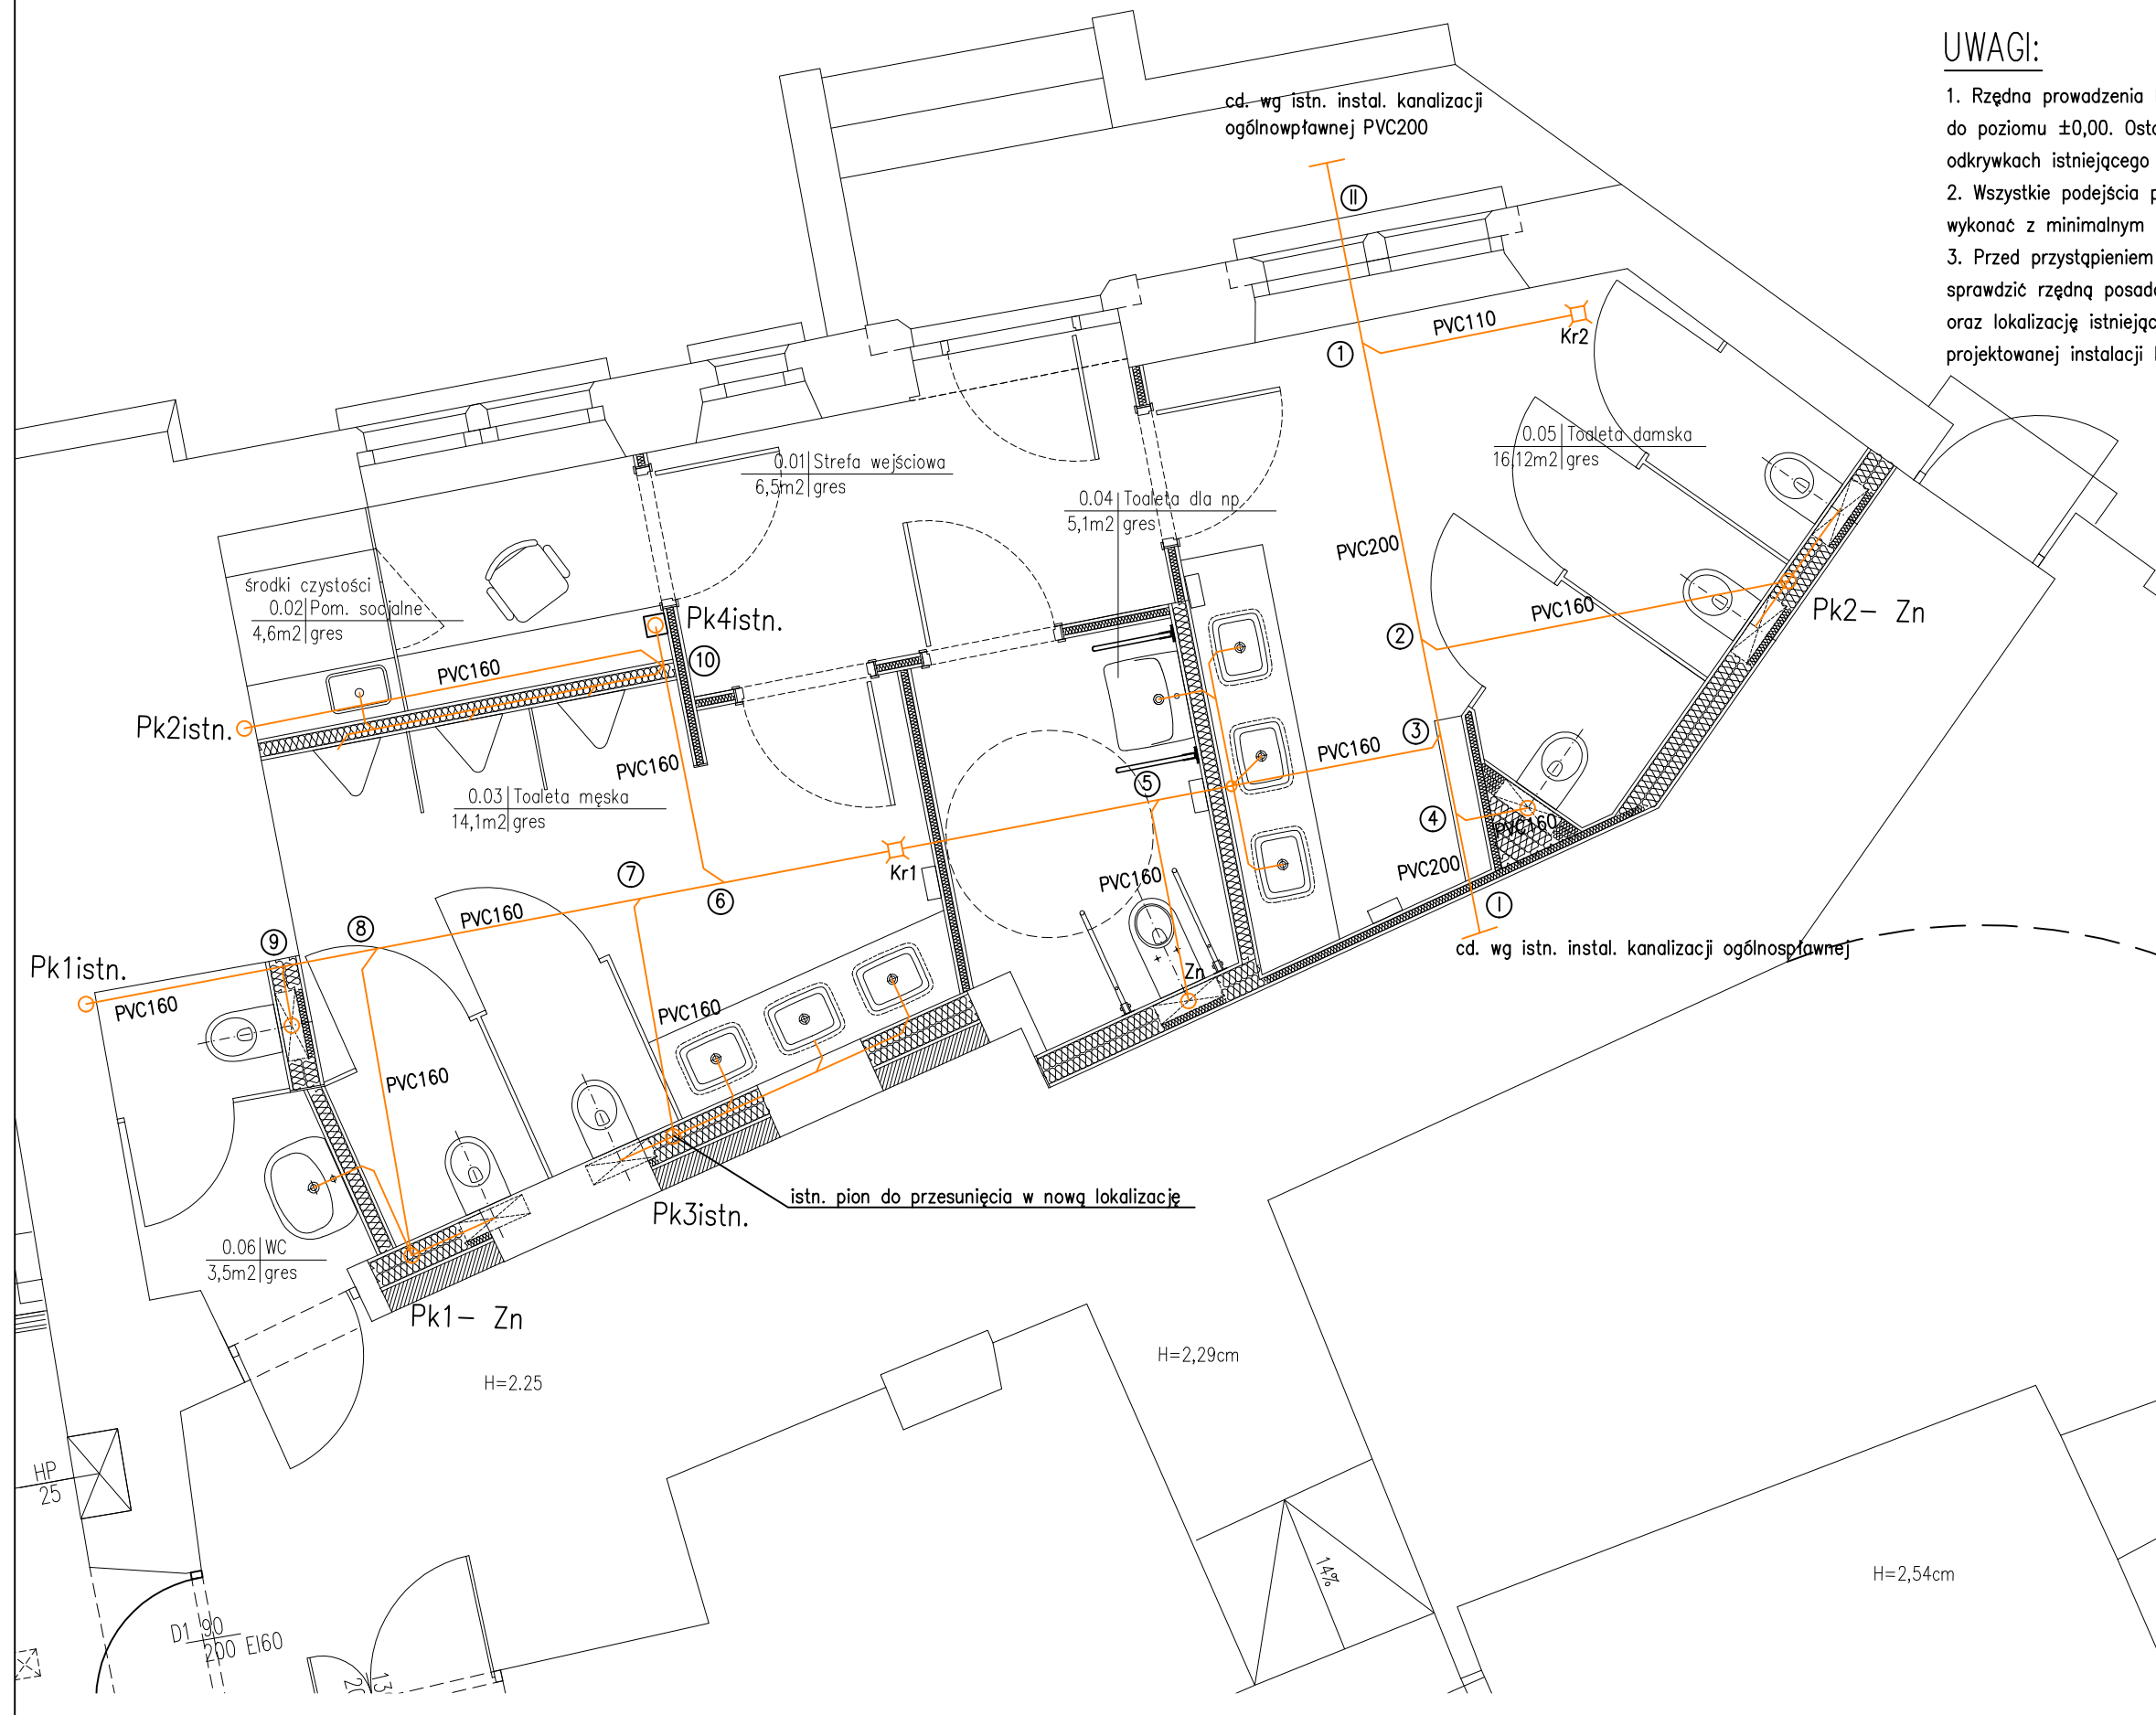 UWAGI:
1. Rzędna prowadzenia
do poziomu ±0,00.
odkrywkach istniejącego
2. Wszystkie podejścia
wykonać z minimalnym
3. Przed przystąpieniem
sprawdzić rzędną
oraz lokalizację
projektowanej instalacji
cd. wg istn. instal. kanalizacji
ogólnowpławnej PVC200
II
PVC110
Kr2
1
0.05 Toaleta damska
16,12m2 gres
0.01 Strefa wejściowa
6,5m2 gres
0.04 Toaleta dla np
5,1m2 gres
PVC200
środki czystości
0.02 Pom. socjalne
4,6m2 gres
Pk4istn.
PVC160
Pk2- Zn
2
10
PVC160
Pk2istn.
3
PVC160
PVC160
5
0.03 Toaleta męska
14,1m2 gres
4
PVC160
PVC200
Kr1
7
PVC160
6
I
PVC160
8
9
cd. wg istn. instal. kanalizacji ogólnospławnej
Pk1istn.
Zn
PVC160
PVC160
PVC160
istn. pion do przesunięcia w nową lokalizację
Pk3istn.
0.06 WC
3,5m2 gres
Pk1- Zn
H=2,29cm
H=2.25
HP
25
14%
H=2,54cm
D1 90
200 EI60